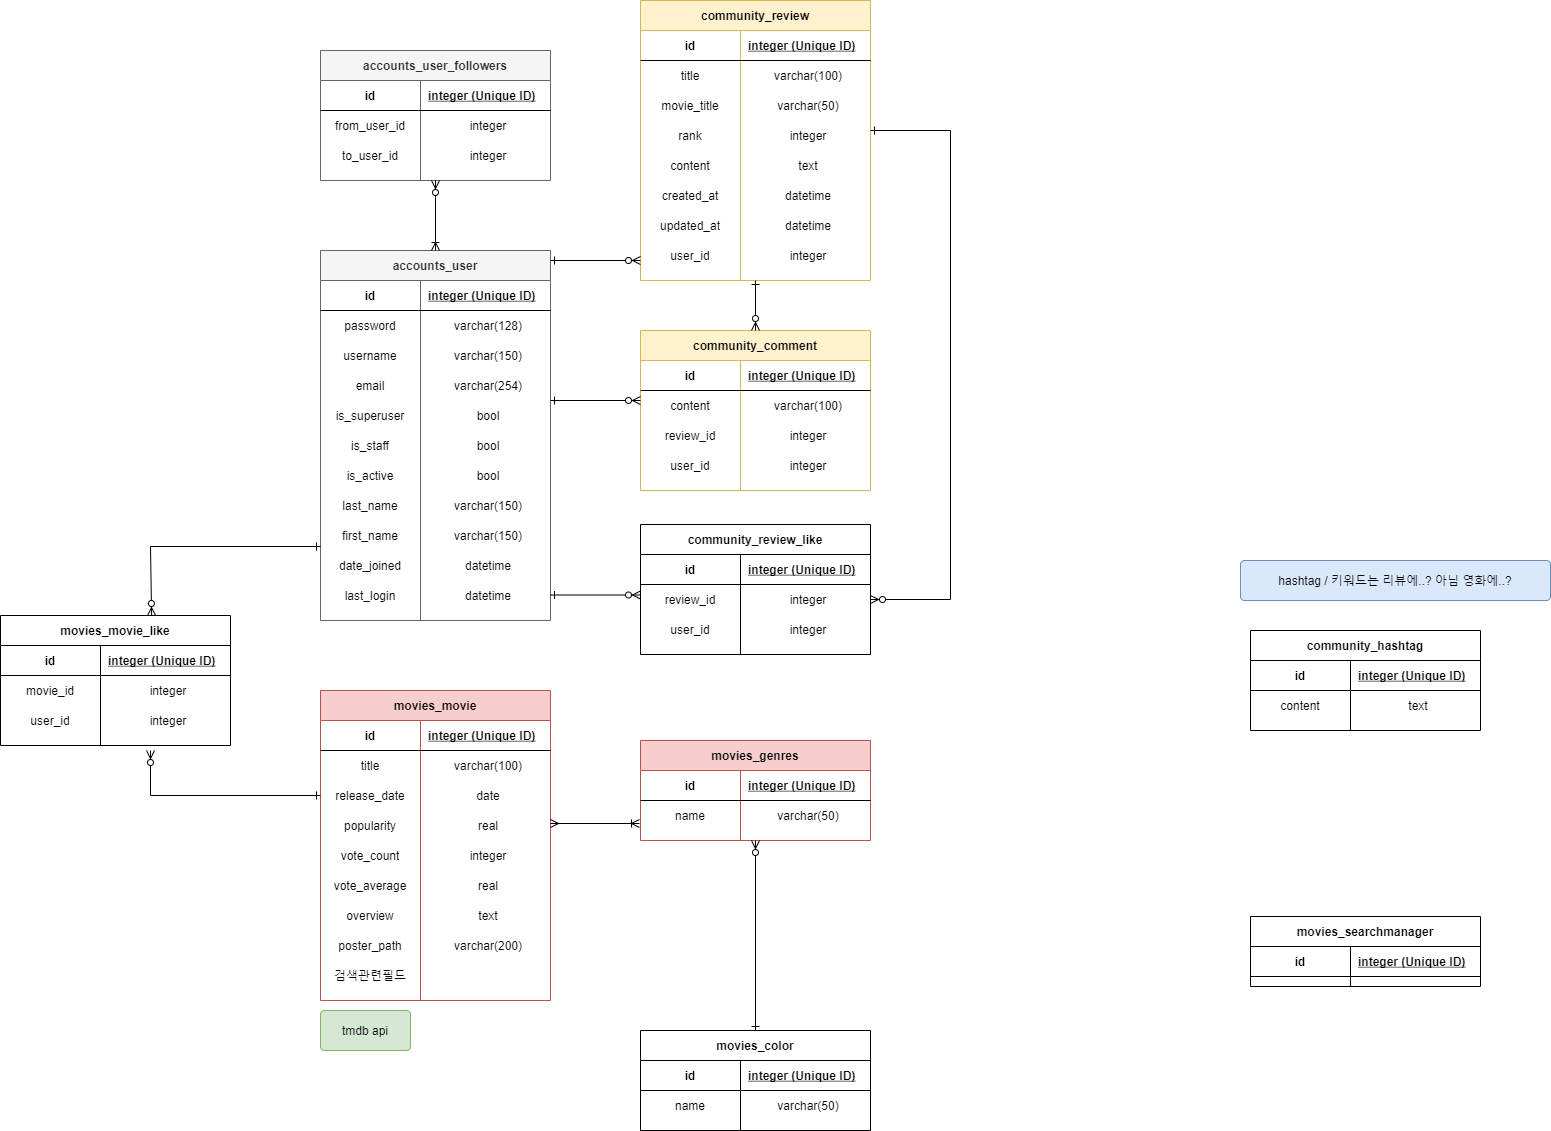 community_review
id integer (Unique ID)
title varchar(100)
movie_title varchar(50)
rank integer
content text
created_at datetime
updated_at datetime
user_id integer
accounts_user_followers
id integer (Unique ID)
from_user_id integer
to_user_id integer
accounts_user
id integer (Unique ID)
password varchar(128)
username varchar(150)
email varchar(254)
is_superuser bool
is_staff bool
is_active bool
last_name varchar(150)
first_name varchar(150)
date_joined datetime
last_login datetime
community_comment
id integer (Unique ID)
content varchar(100)
review_id integer
user_id integer
community_review_like
id integer (Unique ID)
review_id integer
user_id integer
hashtag / 키워드는 리뷰에..? 아님 영화에..?
community_hashtag
id integer (Unique ID)
content text
movies_movie_like
id integer (Unique ID)
movie_id integer
user_id integer
movies_movie
id integer (Unique ID)
title varchar(100)
release_date date
popularity real
vote_count integer
vote_average real
overview text
poster_path varchar(200)
검색관련필드
tmdb api
movies_genres
id integer (Unique ID)
name varchar(50)
movies_searchmanager
id integer (Unique ID)
movies_color
id integer (Unique ID)
name varchar(50)